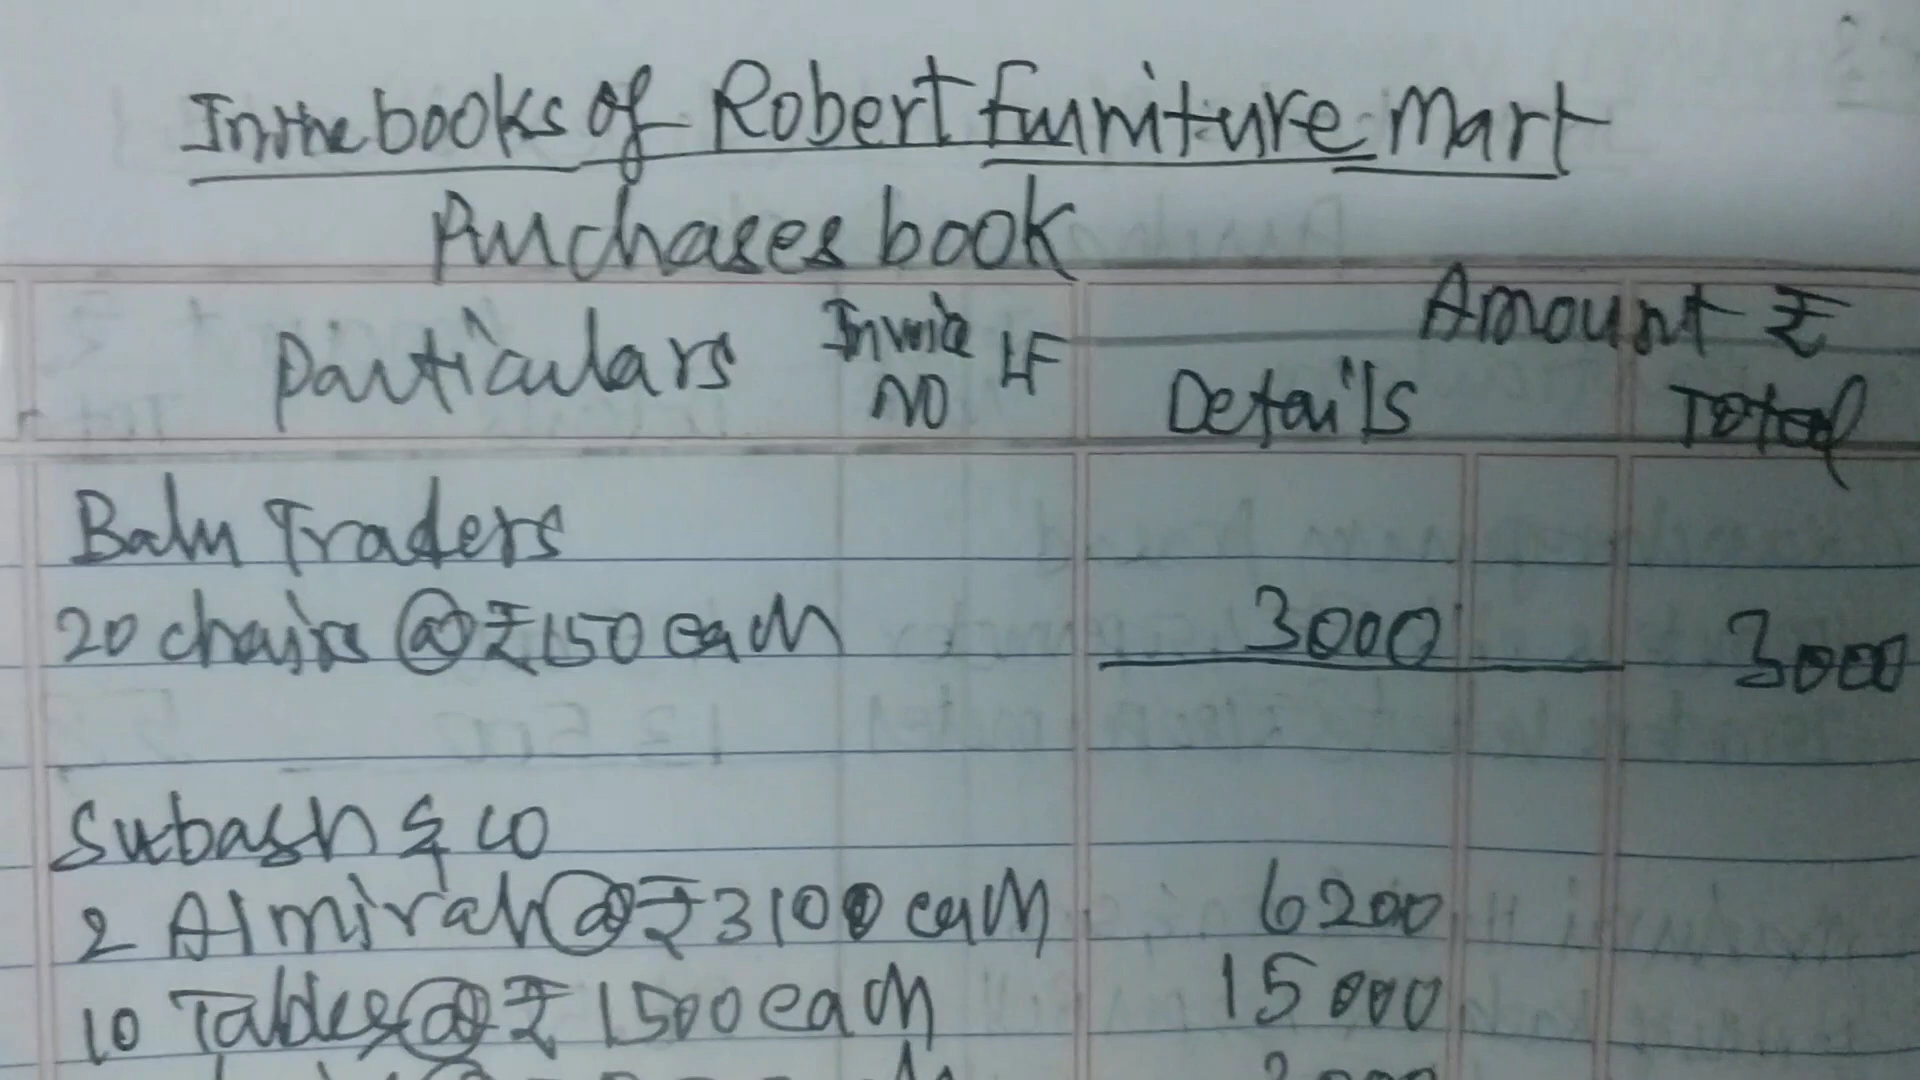 In the books of Robert Furniture Mart
Purchases book
Particulars Invoice NO LF Details Amount ₹ Total
Balu Traders
20 chairs @ ₹ 150 each 3000 3000
Subash & co
2 Almirah @ ₹ 3100 each 6200
10 Tables @ ₹ 1500 each 15000